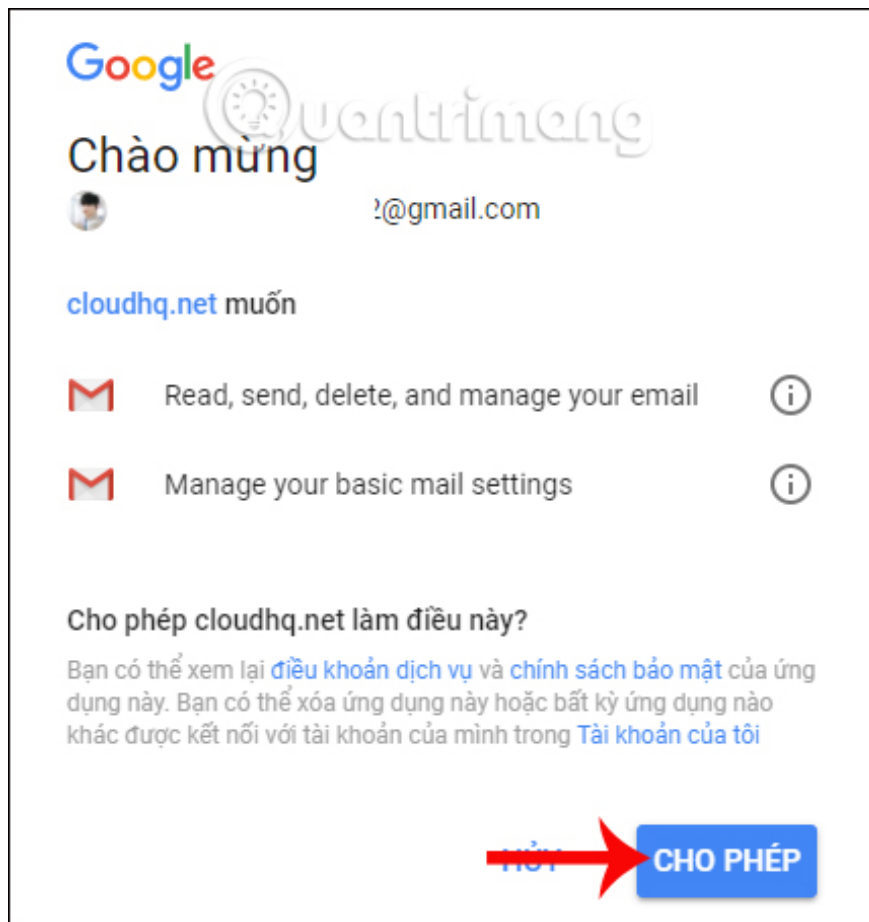 Google
Quantrimang
Chào mừng
2@gmail.com
cloudhq.net muốn
Read, send, delete, and manage your email
Manage your basic mail settings
Cho phép cloudhq.net làm điều này?
Bạn có thể xem lại điều khoản dịch vụ và chính sách bảo mật của ứng
dụng này. Bạn có thể xóa ứng dụng này hoặc bất kỳ ứng dụng nào
khác được kết nối với tài khoản của mình trong Tài khoản của tôi
HỦY CHO PHÉP